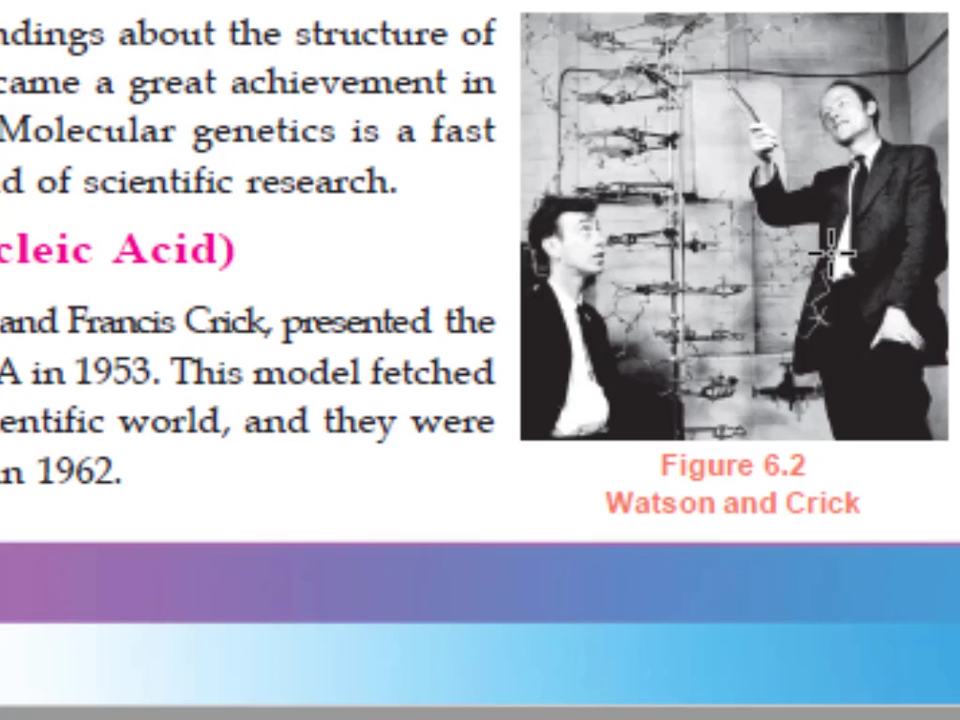 ndings about the structure of
came a great achievement in
Molecular genetics is a fast
d of scientific research.
cleic Acid)
and Francis Crick, presented the
A in 1953. This model fetched
entific world, and they were
in 1962.
Figure 6.2
Watson and Crick